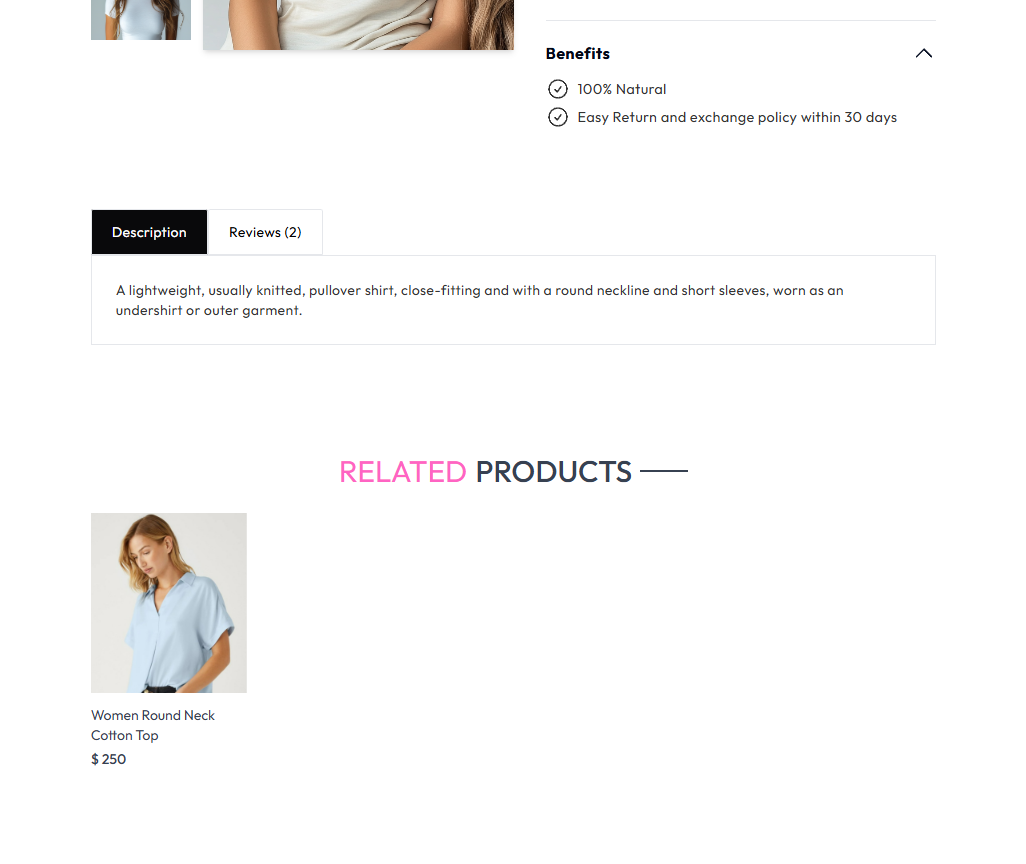 Benefits
100% Natural
Easy Return and exchange policy within 30 days
Description
Reviews (2)
A lightweight, usually knitted, pullover shirt, close-fitting and with a round neckline and short sleeves, worn as an
undershirt or outer garment.
RELATED PRODUCTS
Women Round Neck
Cotton Top
$ 250